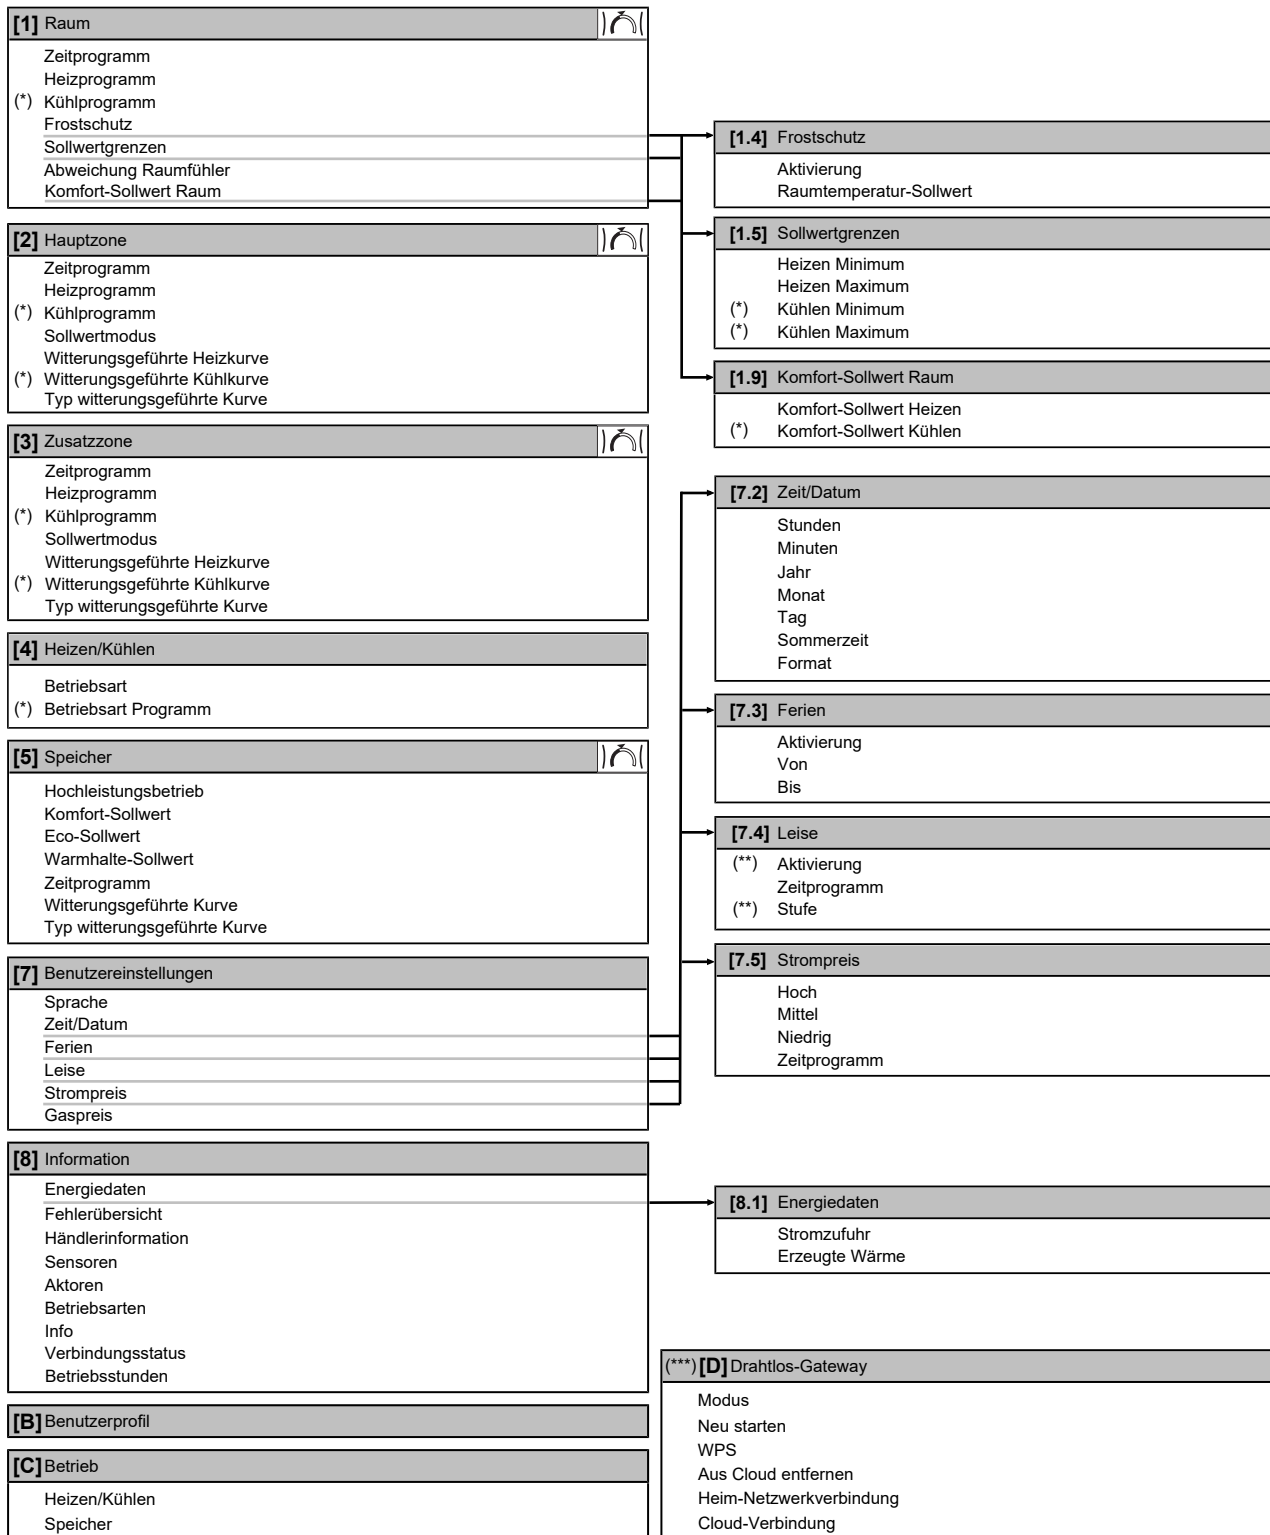 [1] Raum
Zeitprogramm
Heizprogramm
(*) Kühlprogramm
Frostschutz
Sollwertgrenzen
Abweichung Raumfühler
Komfort-Sollwert Raum
[2] Hauptzone
Zeitprogramm
Heizprogramm
(*) Kühlprogramm
Sollwertmodus
Witterungsgeführte Heizkurve
(*) Witterungsgeführte Kühlkurve
Typ witterungsgeführte Kurve
[3] Zusatzzone
Zeitprogramm
Heizprogramm
(*) Kühlprogramm
Sollwertmodus
Witterungsgeführte Heizkurve
(*) Witterungsgeführte Kühlkurve
Typ witterungsgeführte Kurve
[4] Heizen/Kühlen
Betriebsart
(*) Betriebsart Programm
[5] Speicher
Hochleistungsbetrieb
Komfort-Sollwert
Eco-Sollwert
Warmhalte-Sollwert
Zeitprogramm
Witterungsgeführte Kurve
Typ witterungsgeführte Kurve
[7] Benutzereinstellungen
Sprache
Zeit/Datum
Ferien
Leise
Strompreis
Gaspreis
[8] Information
Energiedaten
Fehlerübersicht
Händlerinformation
Sensoren
Aktoren
Betriebsarten
Info
Verbindungsstatus
Betriebsstunden
[B] Benutzerprofil
[C] Betrieb
Heizen/Kühlen
Speicher
[1.4] Frostschutz
Aktivierung
Raumtemperatur-Sollwert
[1.5] Sollwertgrenzen
Heizen Minimum
Heizen Maximum
(*) Kühlen Minimum
(*) Kühlen Maximum
[1.9] Komfort-Sollwert Raum
Komfort-Sollwert Heizen
(*) Komfort-Sollwert Kühlen
[7.2] Zeit/Datum
Stunden
Minuten
Jahr
Monat
Tag
Sommerzeit
Format
[7.3] Ferien
Aktivierung
Von
Bis
[7.4] Leise
(**) Aktivierung
Zeitprogramm
(**) Stufe
[7.5] Strompreis
Hoch
Mittel
Niedrig
Zeitprogramm
[8.1] Energiedaten
Stromzufuhr
Erzeugte Wärme
(***) [D] Drahtlos-Gateway
Modus
Neu starten
WPS
Aus Cloud entfernen
Heim-Netzwerkverbindung
Cloud-Verbindung